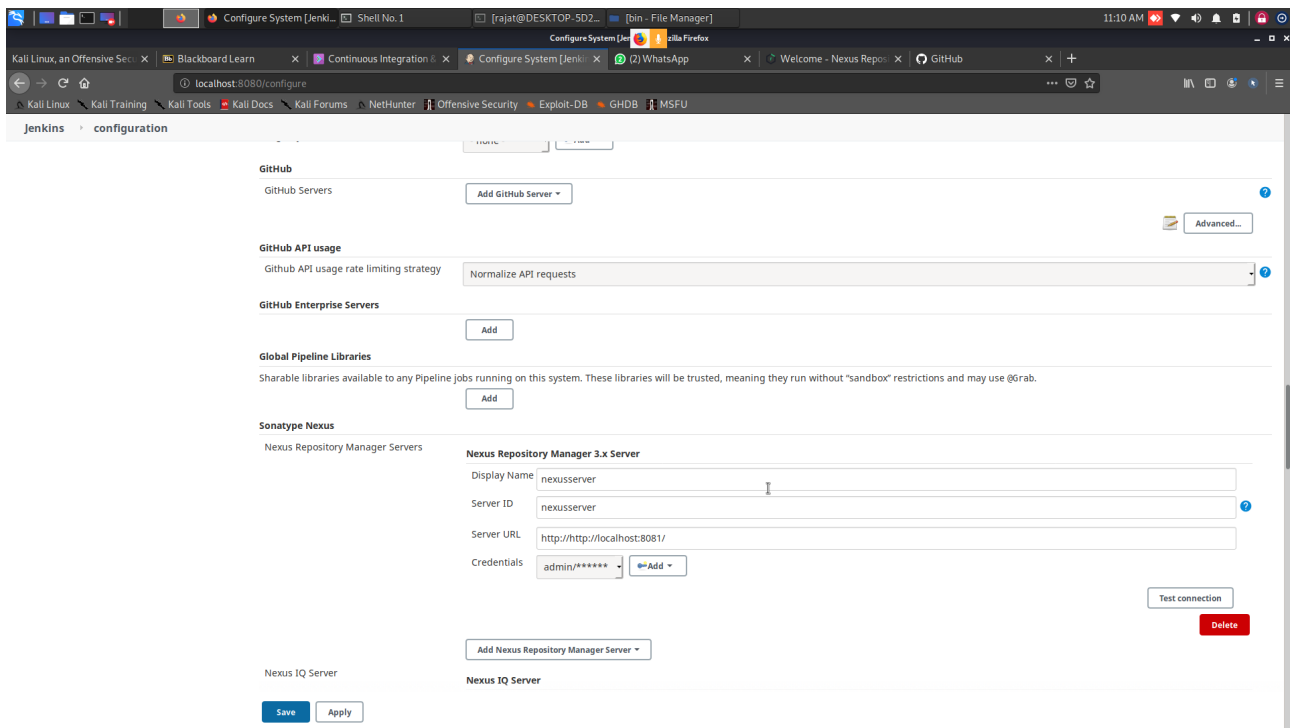 Configure System [Jenki...
Shell No. 1
[rajat@DESKTOP-5D2...
[bin - File Manager]
11:10 AM
Configure System [Jen
zilla Firefox
Kali Linux, an Offensive Sec
Blackboard Learn
Continuous Integration &
Configure System [Jenki
(2) WhatsApp
Welcome - Nexus Reposi
GitHub
localhost:8080/configure
Kali Linux
Kali Training
Kali Tools
Kali Docs
Kali Forums
NetHunter
Offensive Security
Exploit-DB
GHDB
MSFU
Jenkins
configuration
GitHub
GitHub Servers
Add GitHub Server
Advanced...
GitHub API usage
Github API usage rate limiting strategy
Normalize API requests
GitHub Enterprise Servers
Add
Global Pipeline Libraries
Sharable libraries available to any Pipeline jobs running on this system. These libraries will be trusted, meaning they run without “sandbox” restrictions and may use @Grab.
Add
Sonatype Nexus
Nexus Repository Manager Servers
Nexus Repository Manager 3.x Server
Display Name
nexusserver
Server ID
nexusserver
Server URL
http://http://localhost:8081/
Credentials
admin/******
Add
Test connection
Delete
Add Nexus Repository Manager Server
Nexus IQ Server
Nexus IQ Server
Save
Apply